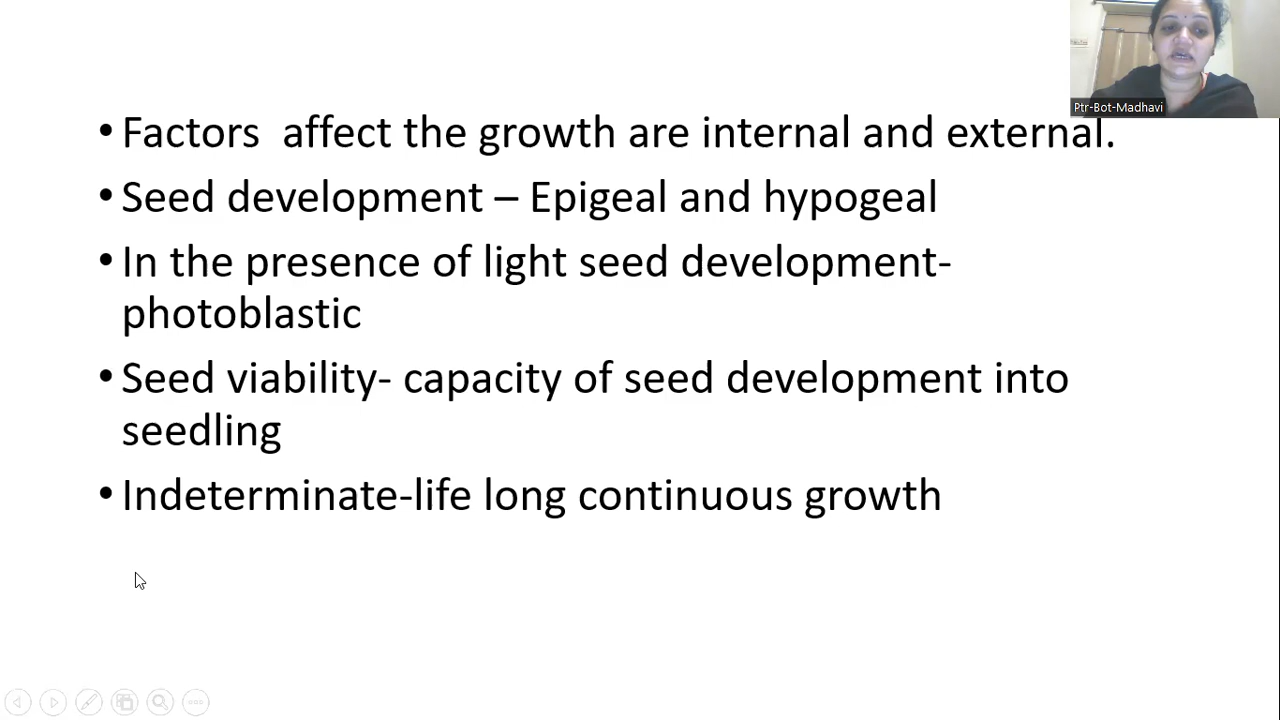 Ptr-Bot-Madhavi
• Factors  affect the growth are internal and external.
• Seed development – Epigeal and hypogeal
• In the presence of light seed development-
photoblastic
• Seed viability- capacity of seed development into
seedling
• Indeterminate-life long continuous growth